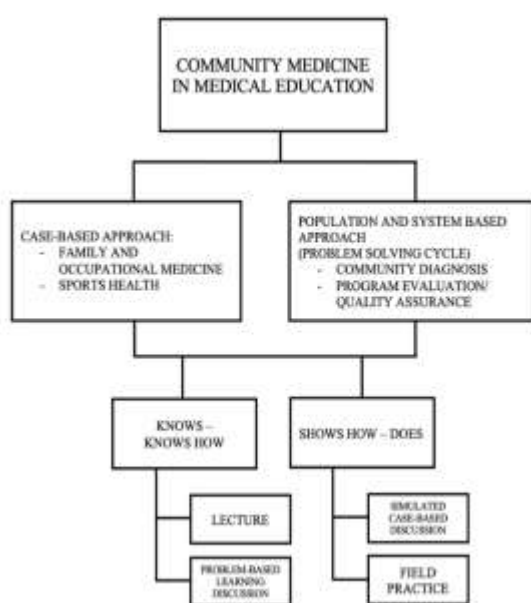 COMMUNITY MEDICINE
IN MEDICAL EDUCATION
CASE-BASED APPROACH:
- FAMILY AND
OCCUPATIONAL MEDICINE
- SPORTS HEALTH
POPULATION AND SYSTEM BASED
APPROACH
(PROBLEM SOLVING CYCLE)
- COMMUNITY DIAGNOSIS
- PROGRAM EVALUATION/
QUALITY ASSURANCE
KNOWS –
KNOWS HOW
SHOWS HOW – DOES
LECTURE
PROBLEM-BASED
LEARNING
DISCUSSION
SIMULATED
CASE-BASED
DISCUSSION
FIELD
PRACTICE